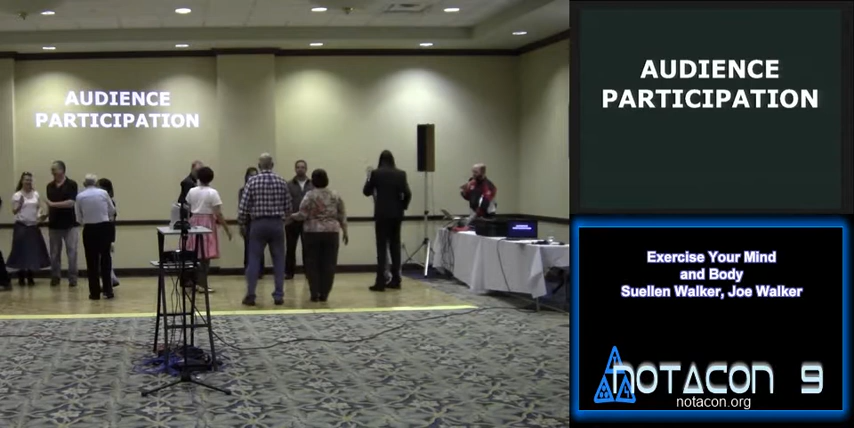 AUDIENCE
PARTICIPATION
AUDIENCE
PARTICIPATION
Exercise Your Mind
and Body
Suellen Walker, Joe Walker
NOTACON 9
notacon.org